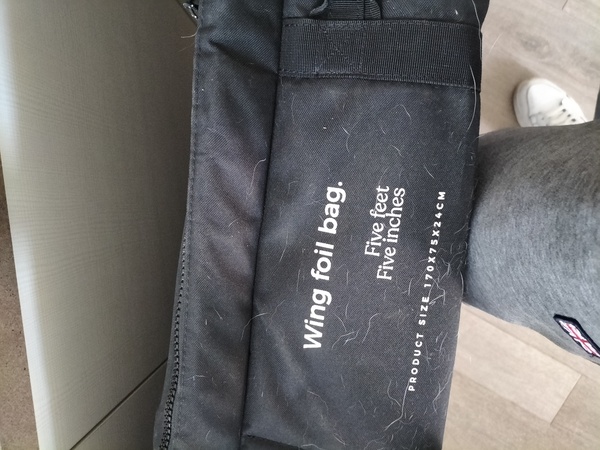 Wing foil bag.
Five feet
Five inches
PRODUCT SIZE 170X75X24CM